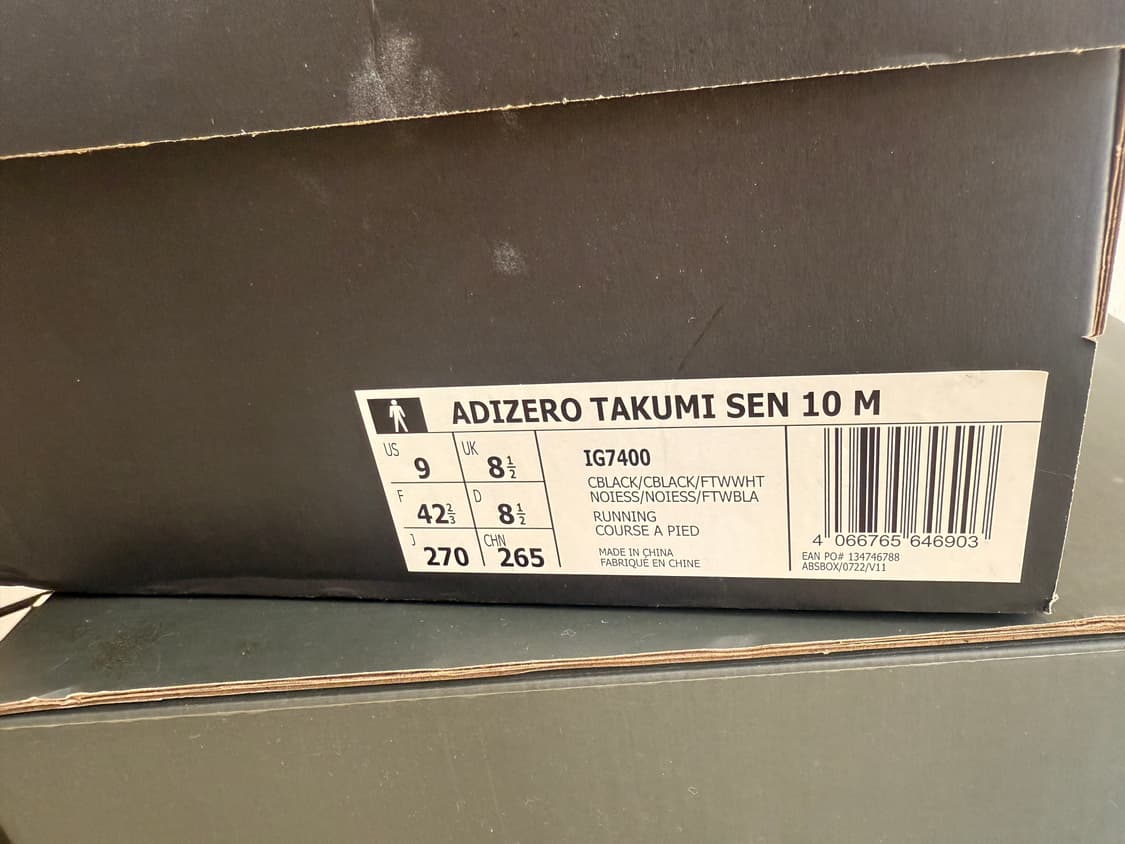 ADIZERO TAKUMI SEN 10 M
US 9 UK 8½
F 42⅔ D 8½
J 270 CHN 265
IG7400
CBLACK/CBLACK/FTWWHT
NOIESS/NOIESS/FTWBLA
RUNNING
COURSE A PIED
MADE IN CHINA
FABRIQUÉ EN CHINE
4 066765 646903
EAN PO# 134746788
ABSBOX/0722/V11